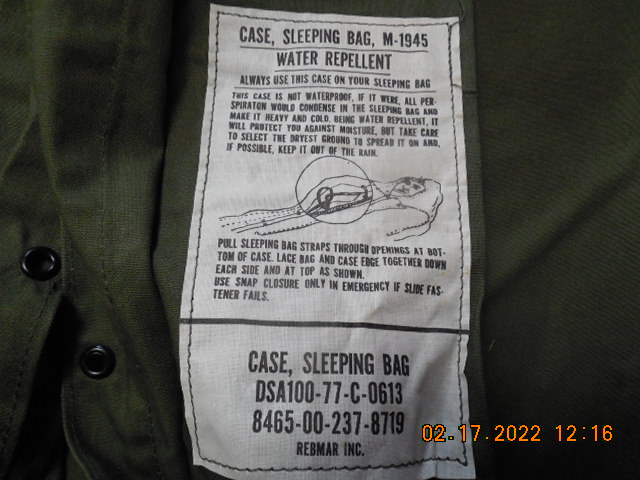 CASE, SLEEPING BAG, M-1945
WATER REPELLENT
ALWAYS USE THIS CASE ON YOUR SLEEPING BAG
THIS CASE IS NOT WATERPROOF, IF IT WERE, ALL PER-
SPIRATON WOULD CONDENSE IN THE SLEEPING BAG AND
MAKE IT HEAVY AND COLD. BEING WATER REPELLENT, IT
WILL PROTECT YOU AGAINST MOISTURE, BUT TAKE CARE
TO SELECT THE DRYEST GROUND TO SPREAD IT ON AND,
IF POSSIBLE, KEEP IT OUT OF THE RAIN.
PULL SLEEPING BAG STRAPS THROUGH OPENINGS AT BOT-
TOM OF CASE. LACE BAG AND CASE EDGE TOGETHER DOWN
EACH SIDE AND AT TOP AS SHOWN.
USE SNAP CLOSURE ONLY IN EMERGENCY IF SLIDE FAS-
TENER FAILS.
CASE, SLEEPING BAG
DSA100-77-C-0613
8465-00-237-8719
REBMAR INC.
02.17.2022 12:16